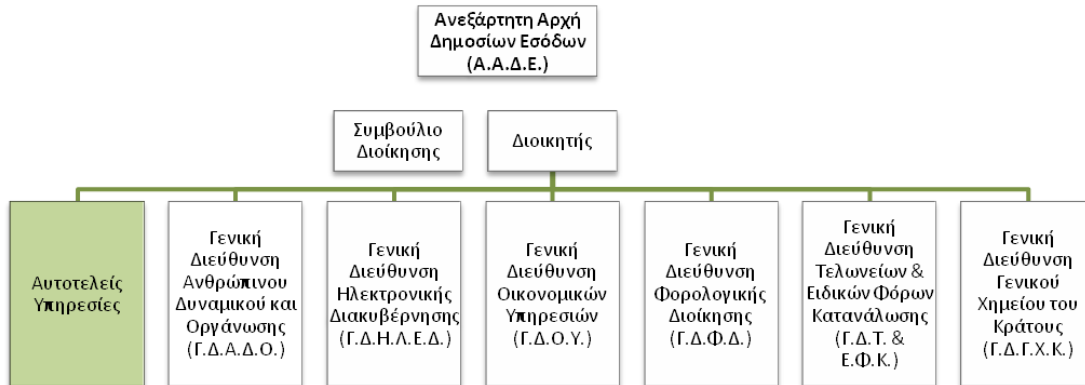 Ανεξάρτητη Αρχή
Δημοσίων Εσόδων
(Α.Α.Δ.Ε.)
Συμβούλιο
Διοίκησης
Διοικητής
Αυτοτελείς
Υπηρεσίες
Γενική
Διεύθυνση
Ανθρώπινου
Δυναμικού και
Οργάνωσης
(Γ.Δ.Α.Δ.Ο.)
Γενική
Διεύθυνση
Ηλεκτρονικής
Διακυβέρνησης
(Γ.Δ.Η.Λ.Ε.Δ.)
Γενική
Διεύθυνση
Οικονομικών
Υπηρεσιών
(Γ.Δ.Ο.Υ.)
Γενική
Διεύθυνση
Φορολογικής
Διοίκησης
(Γ.Δ.Φ.Δ.)
Γενική
Διεύθυνση
Τελωνείων &
Ειδικών Φόρων
Κατανάλωσης
(Γ.Δ.Τ. &
Ε.Φ.Κ.)
Γενική
Διεύθυνση
Γενικού
Χημείου του
Κράτους
(Γ.Δ.Γ.Χ.Κ.)